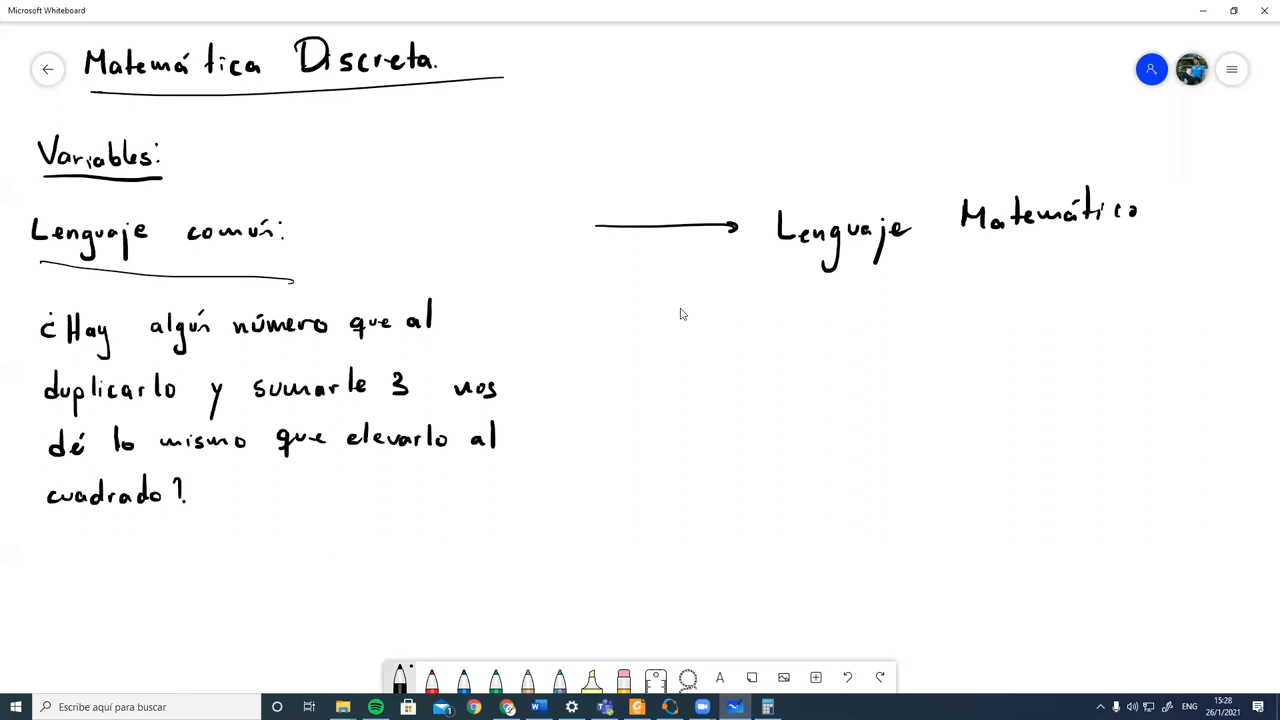 Microsoft Whiteboard
Matemática Discreta.
Variables:
Lenguaje común:
Lenguaje Matemático
¿Hay algún número que al
duplicarlo y sumarle 3 nos
dé lo mismo que elevarlo al
cuadrado?
Escribe aquí para buscar
15:28
26/1/2021